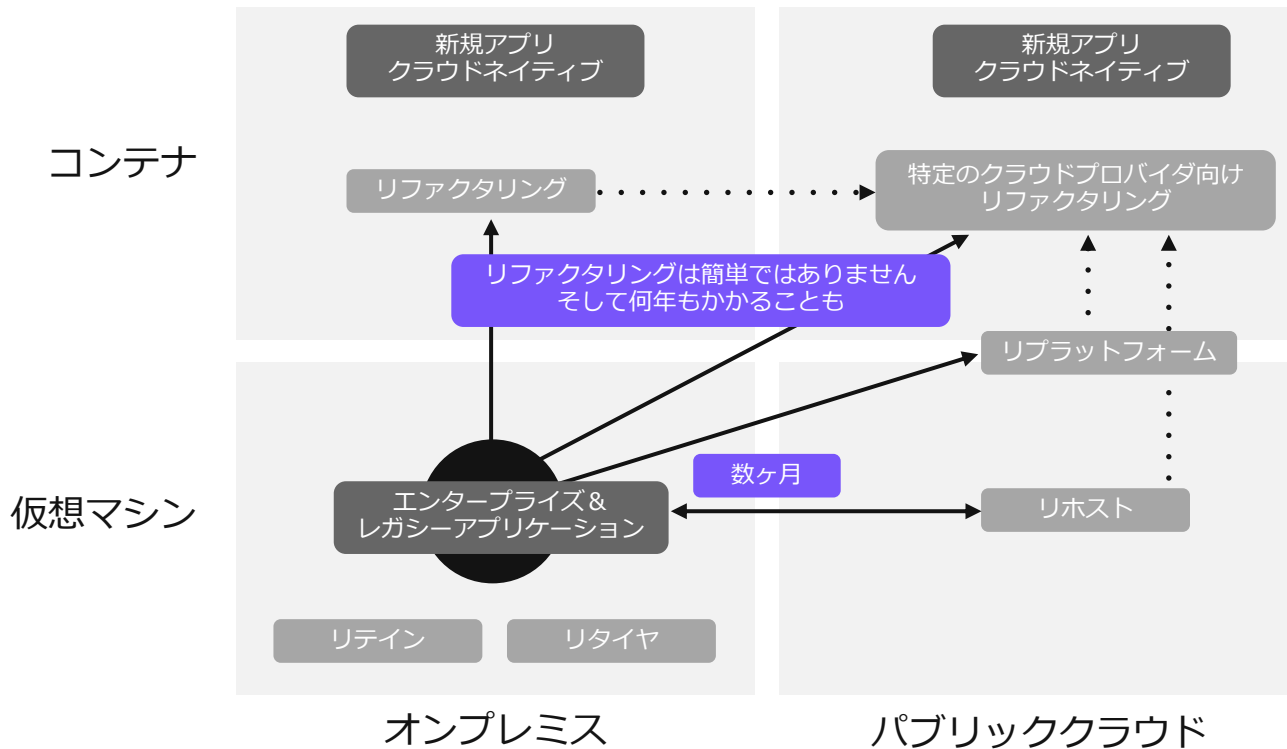 新規アプリ
クラウドネイティブ
新規アプリ
クラウドネイティブ
コンテナ
リファクタリング
特定のクラウドプロバイダ向け
リファクタリング
リファクタリングは簡単ではありません
そして何年もかかることも
リプラットフォーム
数ヶ月
仮想マシン
エンタープライズ&
レガシーアプリケーション
リホスト
リテイン
リタイヤ
オンプレミス
パブリッククラウド